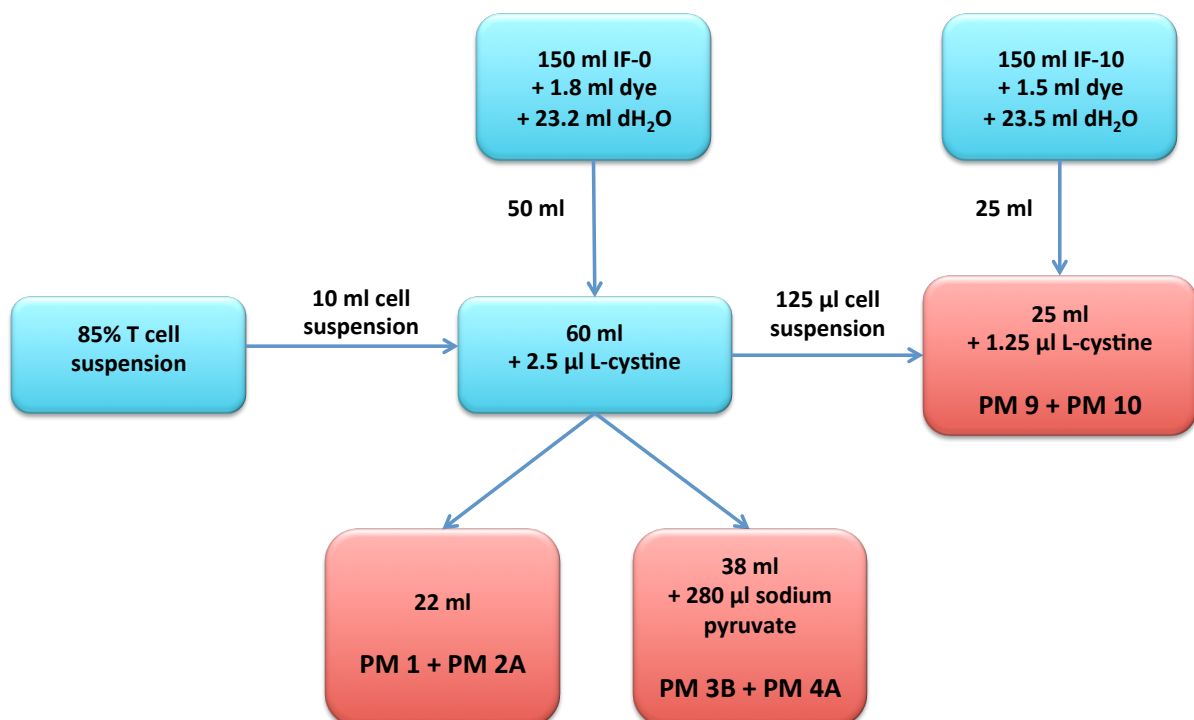 150 ml IF-0
+ 1.8 ml dye
+ 23.2 ml dH₂O
150 ml IF-10
+ 1.5 ml dye
+ 23.5 ml dH₂O
50 ml
25 ml
85% T cell
suspension
10 ml cell
suspension
60 ml
+ 2.5 µl L-cystine
125 µl cell
suspension
25 ml
+ 1.25 µl L-cystine
PM 9 + PM 10
22 ml
PM 1 + PM 2A
38 ml
+ 280 µl sodium
pyruvate
PM 3B + PM 4A